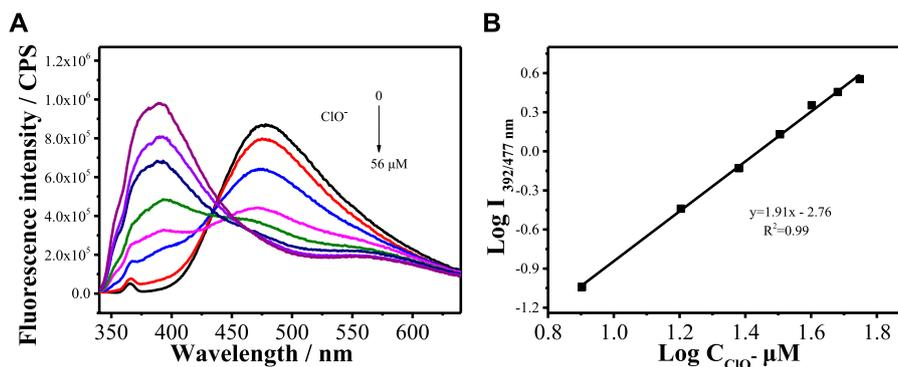 A
Fluorescence intensity / CPS
1.2x10⁶
1.0x10⁶
8.0x10⁵
6.0x10⁵
4.0x10⁵
2.0x10⁵
0.0
ClO⁻
0
56 μM
350 400 450 500 550 600
Wavelength / nm
B
Log I 392/477 nm
0.6
0.3
0.0
-0.3
-0.6
-0.9
-1.2
y=1.91x - 2.76
R²=0.99
0.8 1.0 1.2 1.4 1.6 1.8
Log C ClO⁻ μM